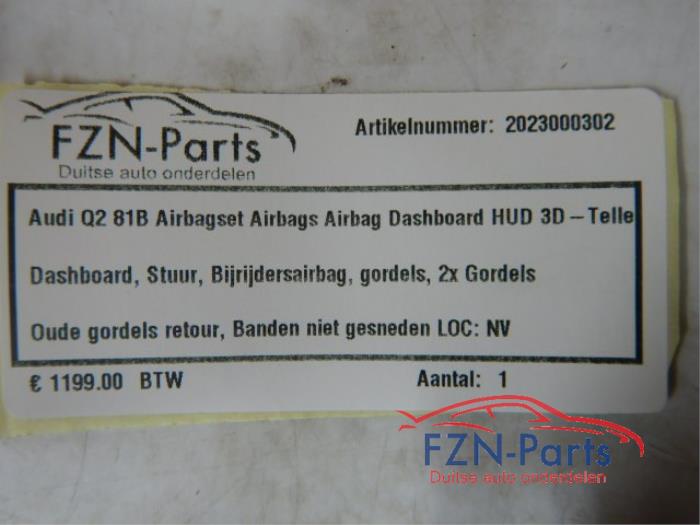 FZN-Parts
Duitse auto onderdelen
Artikelnummer: 2023000302
Audi Q2 81B Airbagset Airbags Airbag Dashboard HUD 3D – Telle
Dashboard, Stuur, Bijrijdersairbag, gordels, 2x Gordels
Oude gordels retour, Banden niet gesneden LOC: NV
€ 1199.00 BTW
Aantal: 1
FZN-Parts
Duitse auto onderdelen